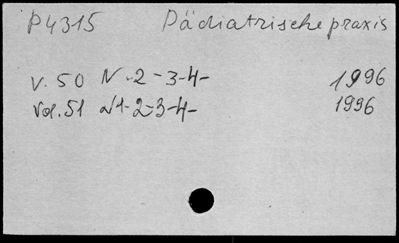 P4315 Pädiatrische praxis
V. 50 N-2-3-4- 1996
Vol. 51 N1-2-3-4- 1996